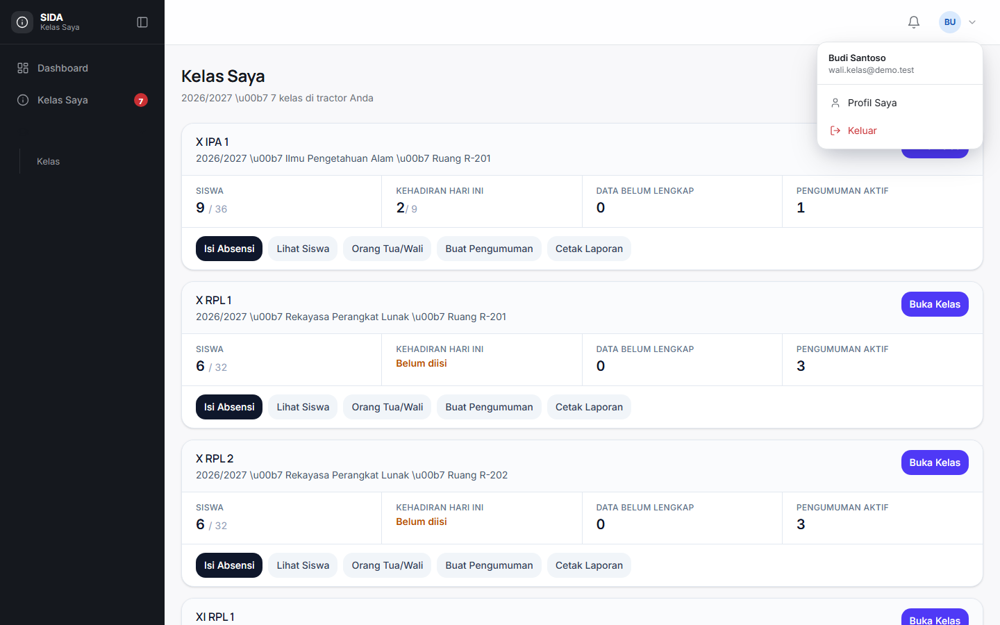 SIDA
Kelas Saya
Dashboard
Kelas Saya
7
Kelas
BU
Budi Santoso
wali.kelas@demo.test
Profil Saya
Keluar
Kelas Saya
2026/2027 \u00b7 7 kelas di tractor Anda
X IPA 1
2026/2027 \u00b7 Ilmu Pengetahuan Alam \u00b7 Ruang R-201
SISWA
9 / 36
KEHADIRAN HARI INI
2/ 9
DATA BELUM LENGKAP
0
PENGUMUMAN AKTIF
1
Isi Absensi
Lihat Siswa
Orang Tua/Wali
Buat Pengumuman
Cetak Laporan
X RPL 1
2026/2027 \u00b7 Rekayasa Perangkat Lunak \u00b7 Ruang R-201
Buka Kelas
SISWA
6 / 32
KEHADIRAN HARI INI
Belum diisi
DATA BELUM LENGKAP
0
PENGUMUMAN AKTIF
3
Isi Absensi
Lihat Siswa
Orang Tua/Wali
Buat Pengumuman
Cetak Laporan
X RPL 2
2026/2027 \u00b7 Rekayasa Perangkat Lunak \u00b7 Ruang R-202
Buka Kelas
SISWA
6 / 32
KEHADIRAN HARI INI
Belum diisi
DATA BELUM LENGKAP
0
PENGUMUMAN AKTIF
3
Isi Absensi
Lihat Siswa
Orang Tua/Wali
Buat Pengumuman
Cetak Laporan
XI RPL 1
Buka Kelas